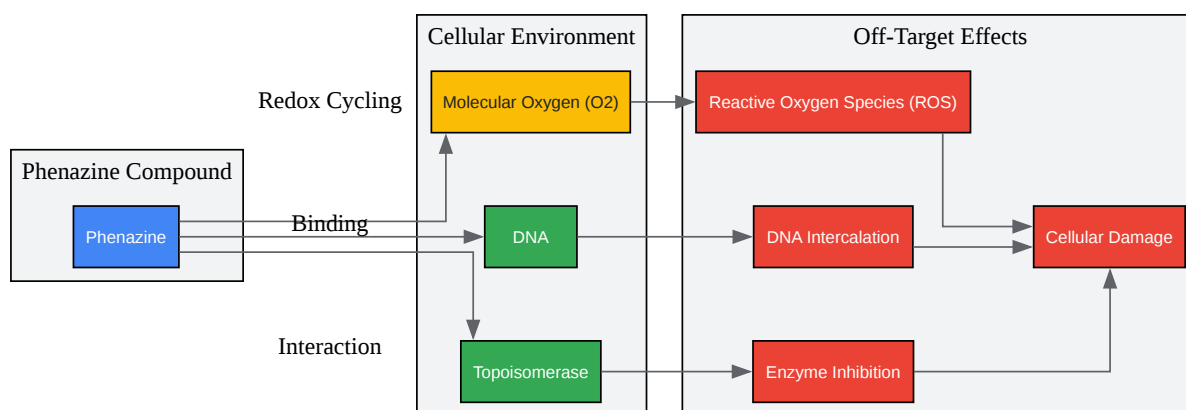 Cellular Environment
Off-Target Effects
Redox Cycling
Molecular Oxygen (O2)
Reactive Oxygen Species (ROS)
Phenazine Compound
Phenazine
Binding
DNA
DNA Intercalation
Cellular Damage
Interaction
Topoisomerase
Enzyme Inhibition